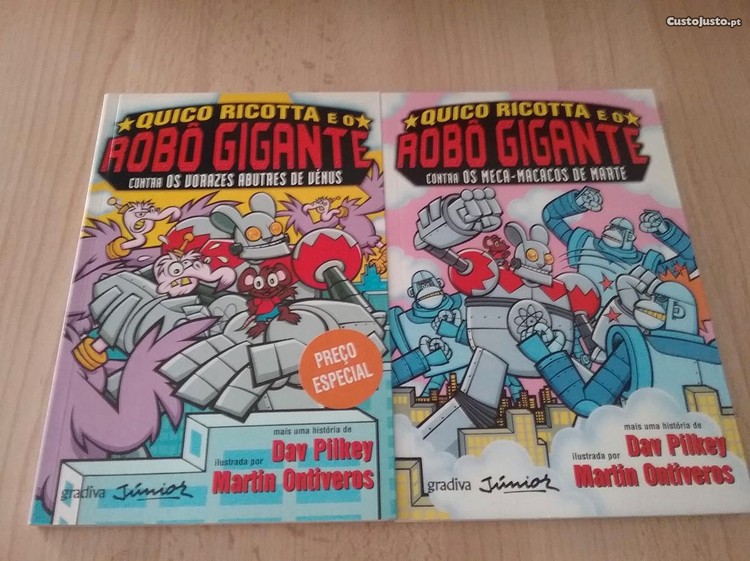 CustoJusto.pt
QUICO RICOTTA E O
ROBÔ GIGANTE
CONTRA OS VORAZES ABUTRES DE VÉNUS
PREÇO
ESPECIAL
mais uma história de
Dav Pilkey
ilustrada por
Martin Ontiveros
gradiva Júnior
QUICO RICOTTA E O
ROBÔ GIGANTE
CONTRA OS MECA-MACACOS DE MARTE
mais uma história de
Dav Pilkey
ilustrada por
Martin Ontiveros
gradiva Júnior